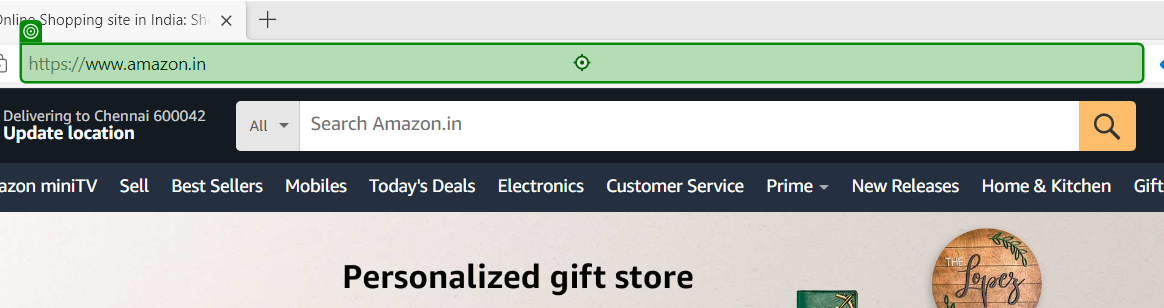 Online Shopping site in India: Sh
https://www.amazon.in
Delivering to Chennai 600042
Update location
All
Search Amazon.in
azon miniTV Sell Best Sellers Mobiles Today's Deals Electronics Customer Service Prime New Releases Home & Kitchen Gift
Personalized gift store
THE
Lopez